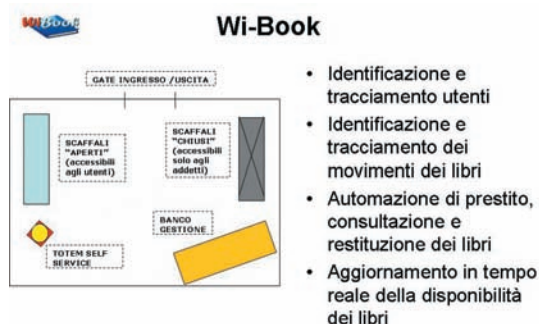 WiBook
Wi-Book
GATE INGRESSO /USCITA
SCAFFALI
"APERTI"
(accessibili
agli utenti)
SCAFFALI
"CHIUSI"
(accessibili
solo agli
addetti)
BANCO
GESTIONE
TOTEM SELF
SERVICE
• Identificazione e
tracciamento utenti
• Identificazione e
tracciamento dei
movimenti dei libri
• Automazione di prestito,
consultazione e
restituzione dei libri
• Aggiornamento in tempo
reale della disponibilità
dei libri